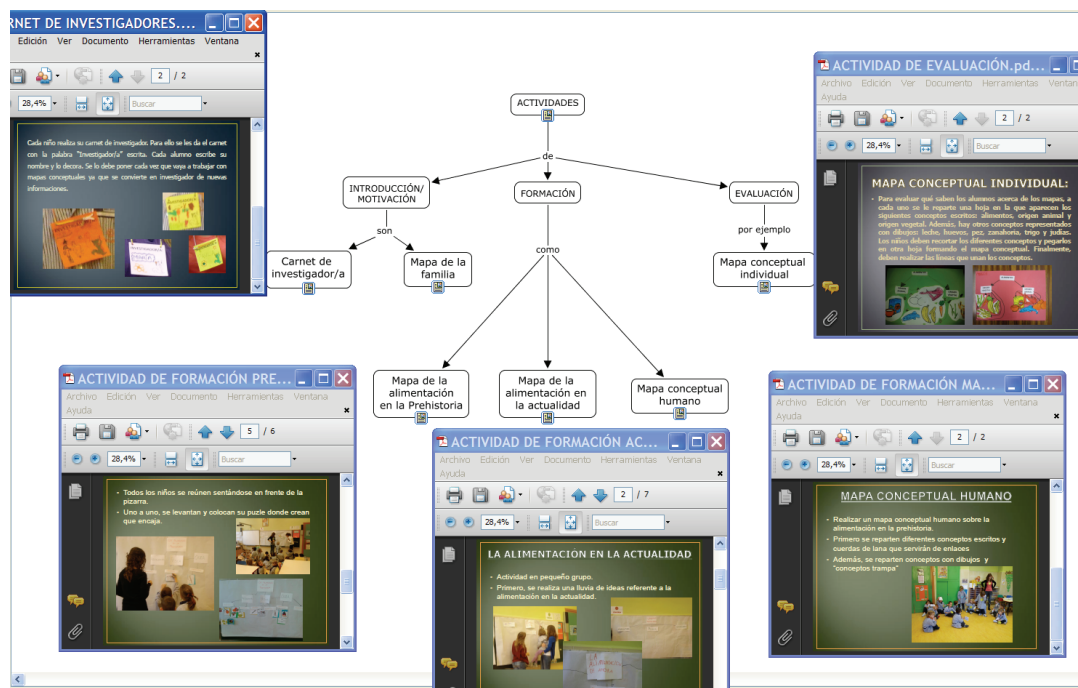 RNET DE INVESTIGADORES....
Edición Ver Documento Herramientas Ventana
2 / 2
28,4%
Buscar
Cada niño realiza su carnet de investigador. Para ello se les da el carnet
con la palabra "Investigador/a" escrita. Cada alumno escribe su
nombre y lo decora. Se lo debe poner cada vez que vaya a trabajar con
mapas conceptuales ya que se convierte en investigador de nuevas
informaciones.
ACTIVIDADES
de
INTRODUCCIÓN/
MOTIVACIÓN
FORMACIÓN
EVALUACIÓN
son
como
por ejemplo
Carnet de
investigador/a
Mapa de la
familia
Mapa conceptual
individual
Mapa de la
alimentación
en la Prehistoria
Mapa de la
alimentación en
la actualidad
Mapa conceptual
humano
ACTIVIDAD DE EVALUACIÓN.pd...
Archivo Edición Ver Documento Herramientas Ventan
Ayuda
2 / 2
28,4%
Buscar
MAPA CONCEPTUAL INDIVIDUAL:
- Para evaluar qué saben los alumnos acerca de los mapas, a
cada uno se le reparte una hoja en la que aparecen los
siguientes conceptos escritos: alimentos, origen animal y
origen vegetal. Además, hay otros conceptos representados
con dibujos: leche, huevos, pez, zanahoria, trigo y judías.
Los niños deben recortar los diferentes conceptos y pegarlos
en otra hoja formando el mapa conceptual. Finalmente,
deben realizar las líneas que unan los conceptos.
ACTIVIDAD DE FORMACIÓN PRE...
Archivo Edición Ver Documento Herramientas Ventana
Ayuda
5 / 6
28,4%
Buscar
- Todos los niños se reúnen sentándose en frente de la
pizarra.
- Uno a uno, se levantan y colocan su puzle donde crean
que encaja.
ACTIVIDAD DE FORMACIÓN AC...
Archivo Edición Ver Documento Herramientas Ventana
Ayuda
2 / 7
28,4%
Buscar
LA ALIMENTACIÓN EN LA ACTUALIDAD
- Actividad en pequeño grupo.
- Primero, se realiza una lluvia de ideas referente a la
alimentación en la actualidad.
ACTIVIDAD DE FORMACIÓN MA...
Archivo Edición Ver Documento Herramientas Ventana
Ayuda
2 / 2
28,4%
Buscar
MAPA CONCEPTUAL HUMANO
- Realizar un mapa conceptual humano sobre la
alimentación en la prehistoria.
- Primero se reparten diferentes conceptos escritos y
cuerdas de lana que servirán de enlaces
- Además, se reparten conceptos con dibujos y
"conceptos trampa"